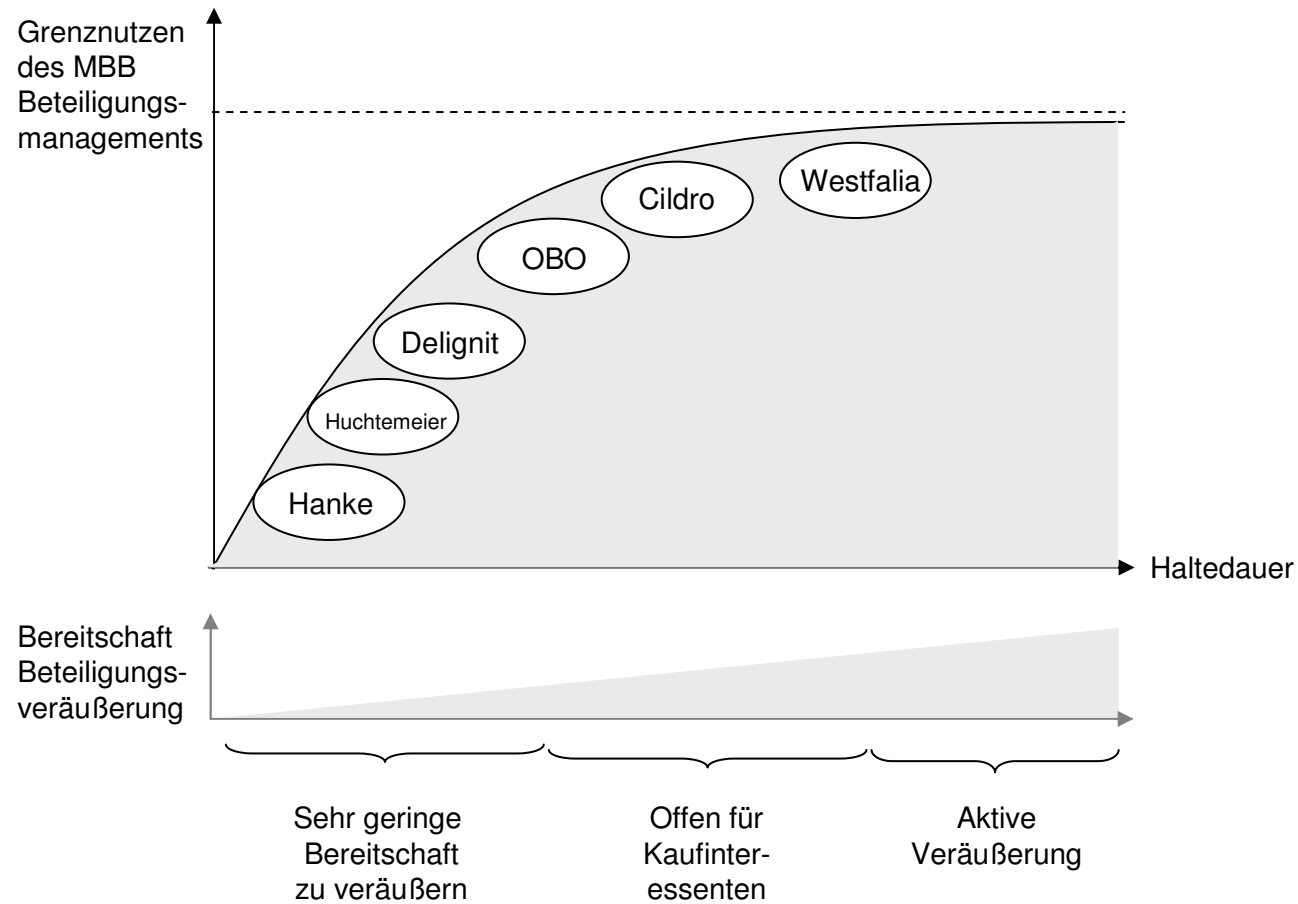 Grenznutzen
des MBB
Beteiligungs-
managements
Westfalia
Cildro
OBO
Delignit
Huchtemeier
Hanke
Haltedauer
Bereitschaft
Beteiligungs-
veräußerung
Sehr geringe
Bereitschaft
zu veräußern
Offen für
Kaufinter-
essenten
Aktive
Veräußerung